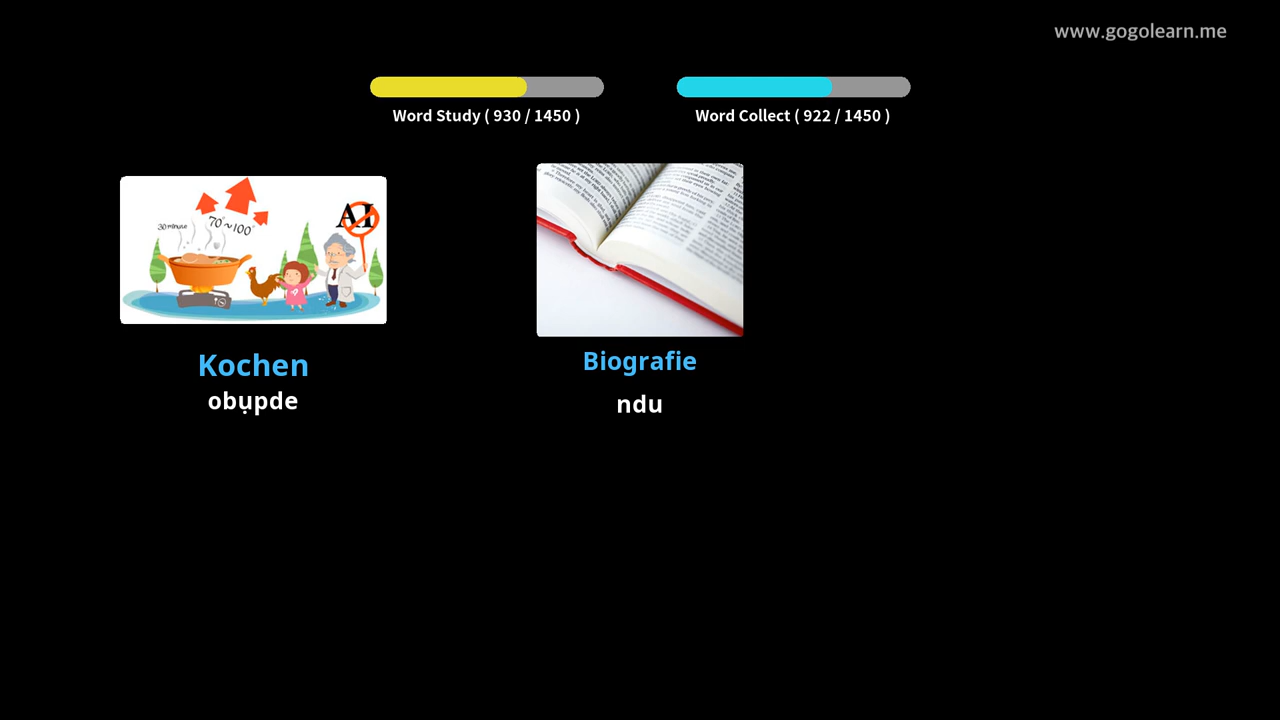 www.gogolearn.me
Word Study ( 930 / 1450 )
Word Collect ( 922 / 1450 )
30 minute
70°~100°
AI
Kochen
obụpde
Biografie
ndu